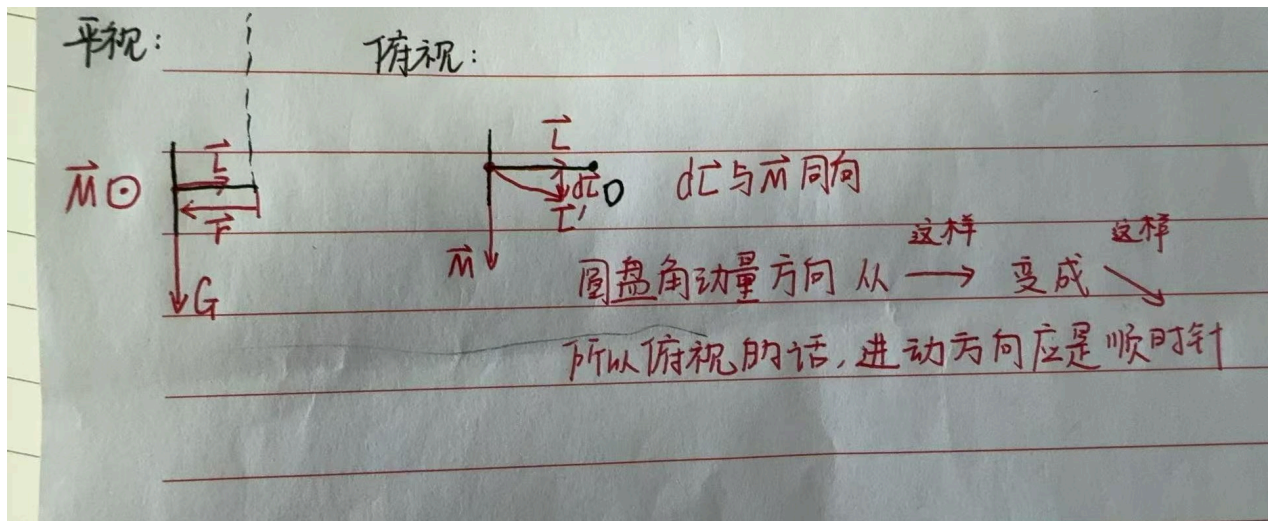 平视：
俯视：
L
L
M⊙
F
dL
O
dL与M同向
L'
M
这样
这样
G
圆盘角动量方向从 → 变成 ↘
所以俯视的话，进动方向应是顺时针